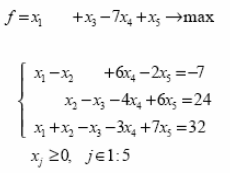 f=x₁ +x₃−7x₄+x₅→max
x₁−x₂ +6x₄−2x₅=−7
x₂−x₃−4x₄+6x₅=24
x₁+x₂−x₃−3x₄+7x₅=32
xⱼ≥0, j∈1:5